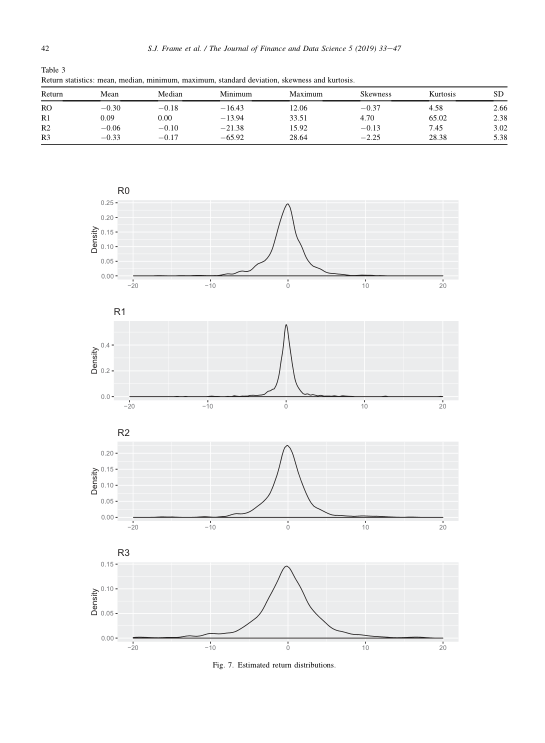 42
S.J. Frame et al. / The Journal of Finance and Data Science 5 (2019) 33–47
Table 3
Return statistics: mean, median, minimum, maximum, standard deviation, skewness and kurtosis.
Return Mean Median Minimum Maximum Skewness Kurtosis SD
RO −0.30 −0.18 −16.43 12.06 −0.37 4.58 2.66
R1 0.09 0.00 −13.94 33.51 4.70 65.02 2.38
R2 −0.06 −0.10 −21.38 15.92 −0.13 7.45 3.02
R3 −0.33 −0.17 −65.92 28.64 −2.25 28.38 5.38
R0
Density
0.25
0.20
0.15
0.10
0.05
0.00
−20 −10 0 10 20
R1
Density
0.4
0.2
0.0
−20 −10 0 10 20
R2
Density
0.20
0.15
0.10
0.05
0.00
−20 −10 0 10 20
R3
Density
0.15
0.10
0.05
0.00
−20 −10 0 10 20
Fig. 7. Estimated return distributions.